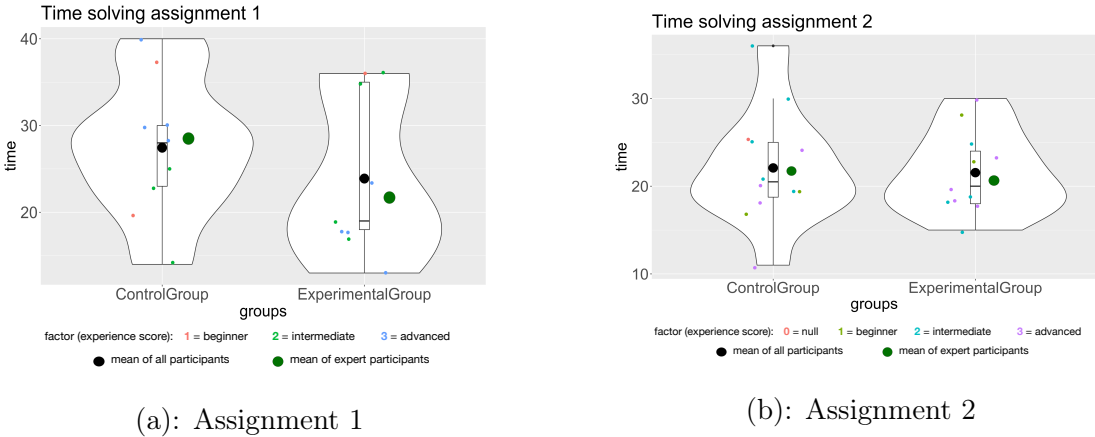 Time solving assignment 1
40
30
20
time
ControlGroup
ExperimentalGroup
groups
factor (experience score): 1 = beginner 2 = intermediate 3 = advanced
mean of all participants mean of expert participants
(a): Assignment 1
Time solving assignment 2
30
20
10
time
ControlGroup
ExperimentalGroup
groups
factor (experience score): 0 = null 1 = beginner 2 = intermediate 3 = advanced
mean of all participants mean of expert participants
(b): Assignment 2